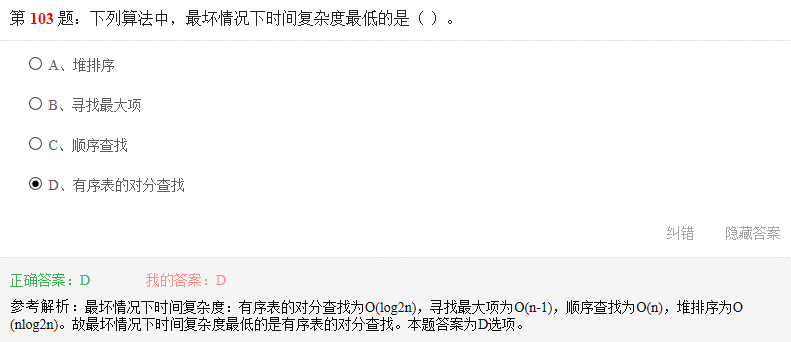 第 103 题：下列算法中，最坏情况下时间复杂度最低的是（ ）。
A、堆排序
B、寻找最大项
C、顺序查找
D、有序表的对分查找
纠错 隐藏答案
正确答案：D 我的答案：D
参考解析：最坏情况下时间复杂度：有序表的对分查找为O(log2n)，寻找最大项为O(n-1)，顺序查找为O(n)，堆排序为O
(nlog2n)。故最坏情况下时间复杂度最低的是有序表的对分查找。本题答案为D选项。